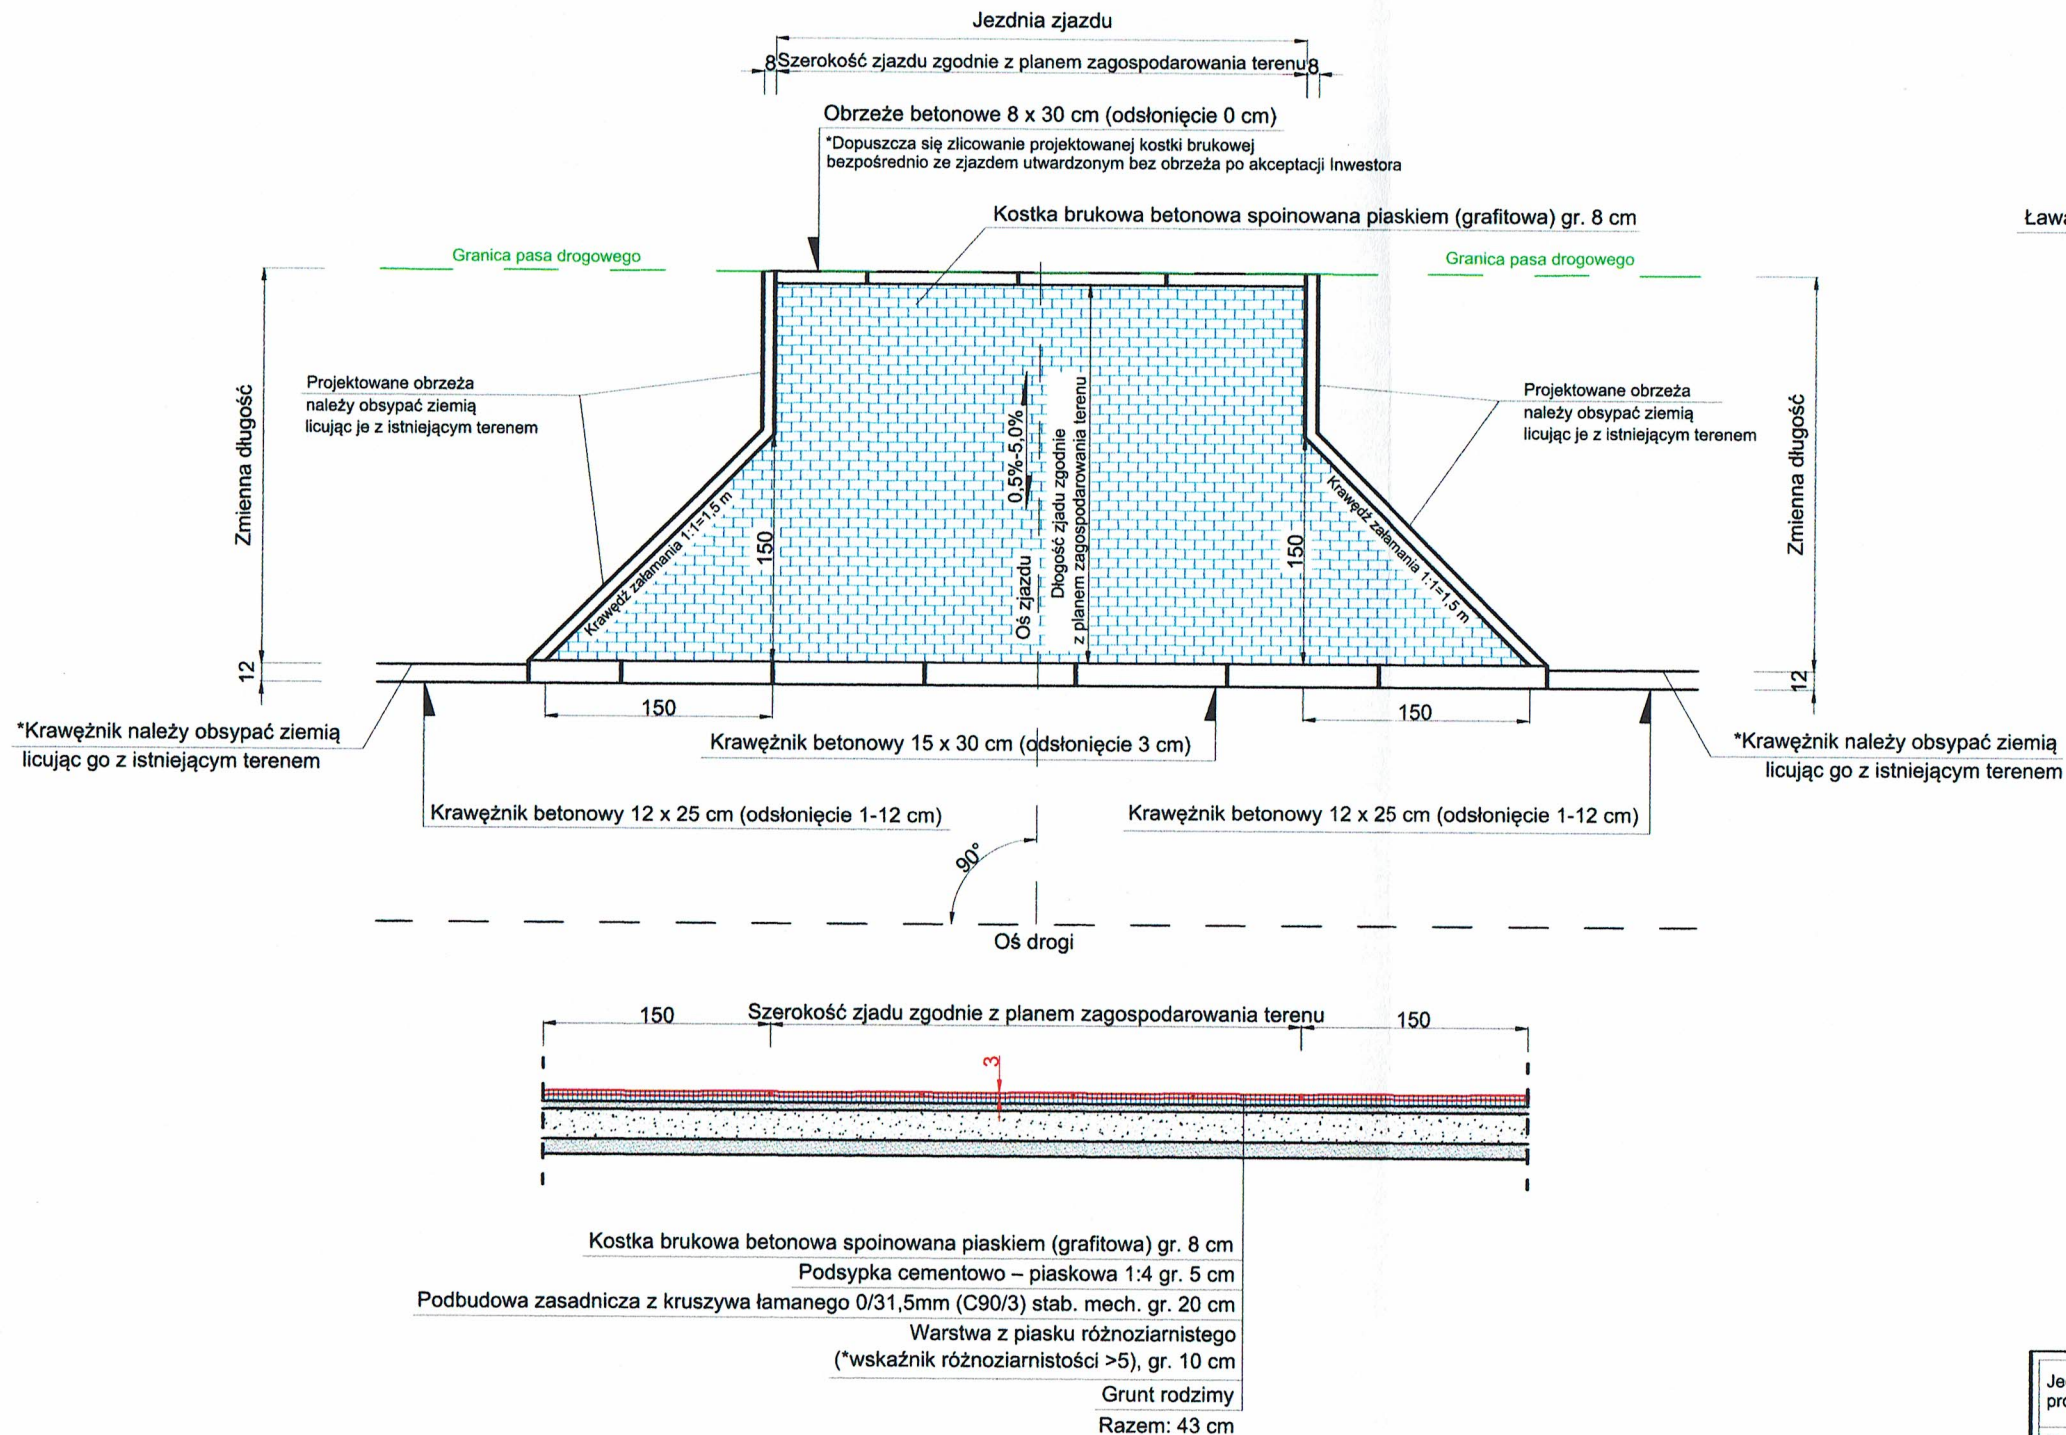 Jezdnia zjazdu
8
Szerokość zjazdu zgodnie z planem zagospodarowania terenu
8
Obrzeże betonowe 8 x 30 cm (odsłonięcie 0 cm)
*Dopuszcza się zlicowanie projektowanej kostki brukowej
bezpośrednio ze zjazdem utwardzonym bez obrzeża po akceptacji Inwestora
Kostka brukowa betonowa spoinowana piaskiem (grafitowa) gr. 8 cm
Granica pasa drogowego
Granica pasa drogowego
Zmienna długość
Projektowane obrzeża
należy obsypać ziemią
licując je z istniejącym terenem
Krawędź załamania 1:1=1,5 m
150
Oś zjazdu
0,5%-5,0%
Długość zjadu zgodnie
z planem zagospodarowania terenu
150
Krawędź załamania 1:1=1,5 m
Projektowane obrzeża
należy obsypać ziemią
licując je z istniejącym terenem
Zmienna długość
12
12
150
150
*Krawężnik należy obsypać ziemią
licując go z istniejącym terenem
Krawężnik betonowy 15 x 30 cm (odsłonięcie 3 cm)
*Krawężnik należy obsypać ziemią
licując go z istniejącym terenem
Krawężnik betonowy 12 x 25 cm (odsłonięcie 1-12 cm)
Krawężnik betonowy 12 x 25 cm (odsłonięcie 1-12 cm)
90°
Oś drogi
150
Szerokość zjadu zgodnie z planem zagospodarowania terenu
150
3
Kostka brukowa betonowa spoinowana piaskiem (grafitowa) gr. 8 cm
Podsypka cementowo – piaskowa 1:4 gr. 5 cm
Podbudowa zasadnicza z kruszywa łamanego 0/31,5mm (C90/3) stab. mech. gr. 20 cm
Warstwa z piasku różnoziarnistego
(*wskaźnik różnoziarnistości >5), gr. 10 cm
Grunt rodzimy
Razem: 43 cm